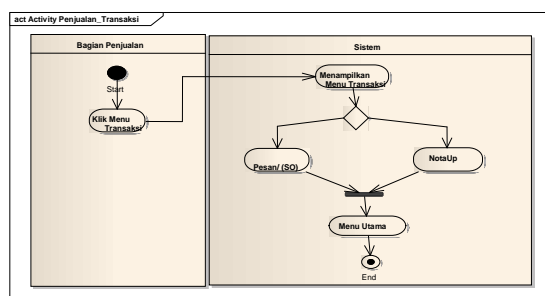 act Activity Penjualan_Transaksi
Bagian Penjualan
Sistem
Start
Klik Menu
Transaksi
Menampilkan
Menu Transaksi
Pesan/ (SO)
NotaUp
Menu Utama
End